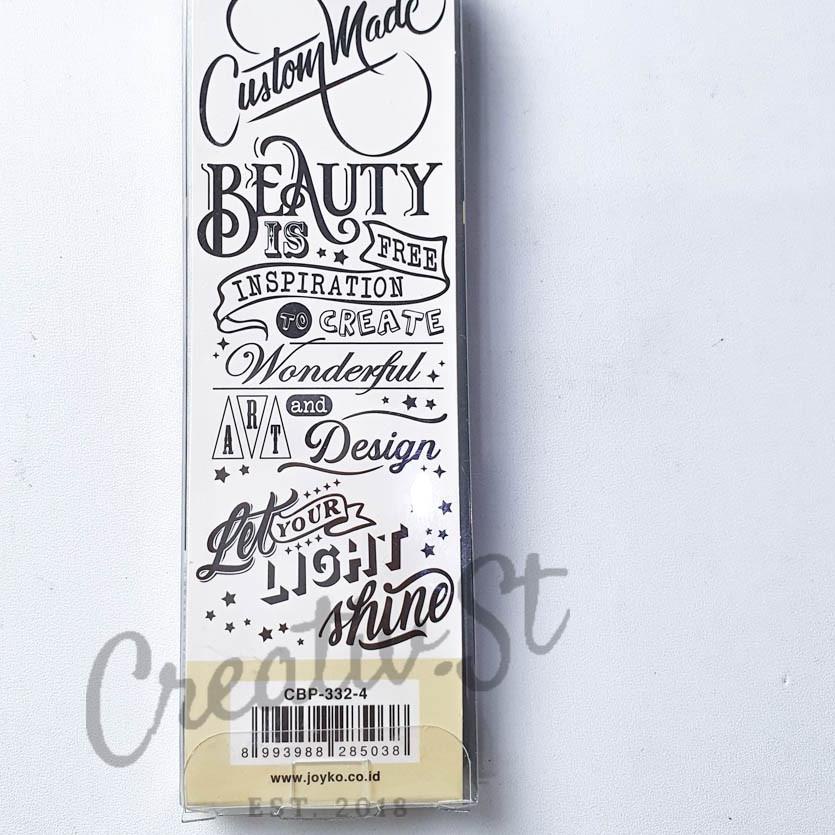 Custom Made
BEAUTY
IS
FREE
INSPIRATION
TO CREATE
Wonderful
ART and
Design
Let YOUR
LIGHT
shine
Creativ.St
CBP-332-4
8 993988 285038
www.joyko.co.id
EST. 2018